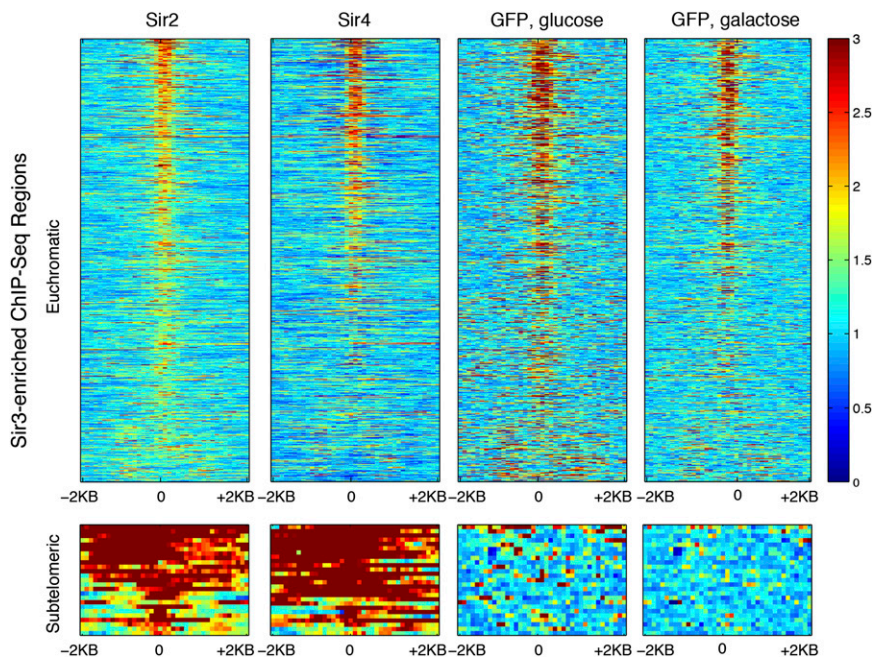 Sir2 Sir4 GFP, glucose GFP, galactose
Sir3-enriched ChIP-Seq Regions
Euchromatic
3
2.5
2
1.5
1
0.5
0
−2KB 0 +2KB −2KB 0 +2KB −2KB 0 +2KB −2KB 0 +2KB
Subtelomeric
−2KB 0 +2KB −2KB 0 +2KB −2KB 0 +2KB −2KB 0 +2KB